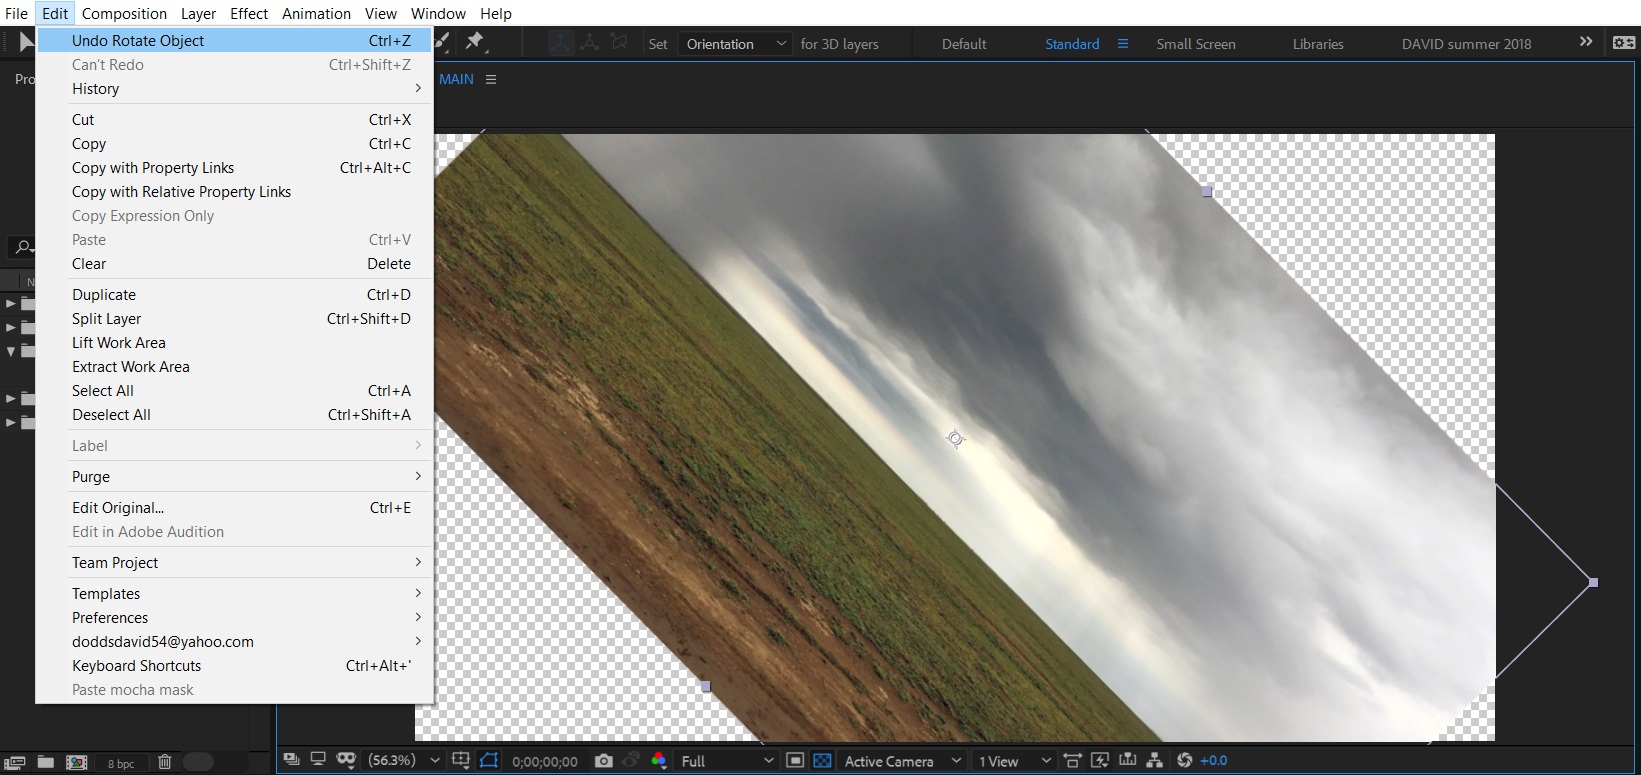 File Edit Composition Layer Effect Animation View Window Help
Set Orientation for 3D layers Default Standard Small Screen Libraries DAVID summer 2018
Pro
MAIN
Undo Rotate Object Ctrl+Z
Can't Redo Ctrl+Shift+Z
History
Cut Ctrl+X
Copy Ctrl+C
Copy with Property Links Ctrl+Alt+C
Copy with Relative Property Links
Copy Expression Only
Paste Ctrl+V
Clear Delete
N
Duplicate Ctrl+D
Split Layer Ctrl+Shift+D
Lift Work Area
Extract Work Area
Select All Ctrl+A
Deselect All Ctrl+Shift+A
Label
Purge
Edit Original... Ctrl+E
Edit in Adobe Audition
Team Project
Templates
Preferences
doddsdavid54@yahoo.com
Keyboard Shortcuts Ctrl+Alt+'
Paste mocha mask
8 bpc (56.3%) 0;00;00;00 Full Active Camera 1 View +0.0